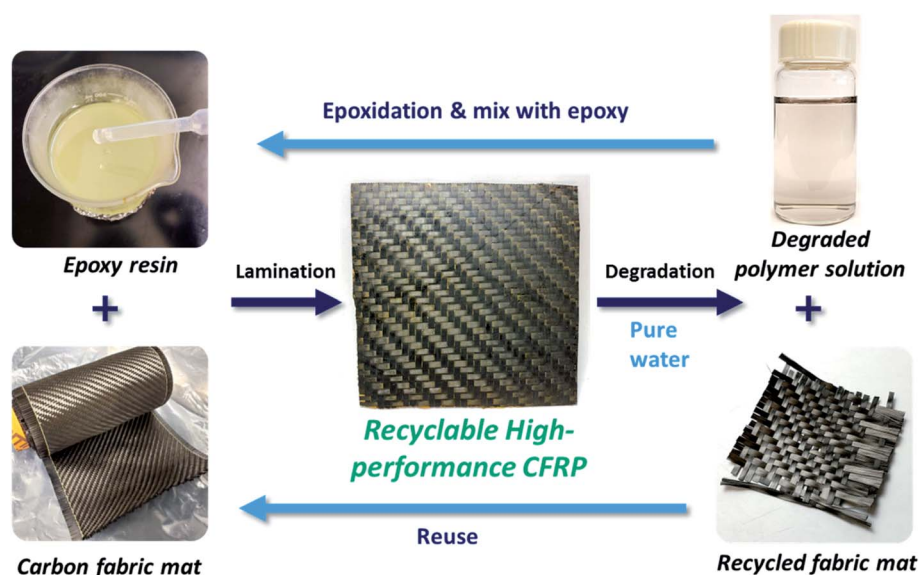 Epoxidation & mix with epoxy
Epoxy resin
+
Lamination
Degradation
Pure
water
Degraded
polymer solution
+
Recyclable High-
performance CFRP
Reuse
Carbon fabric mat
Recycled fabric mat